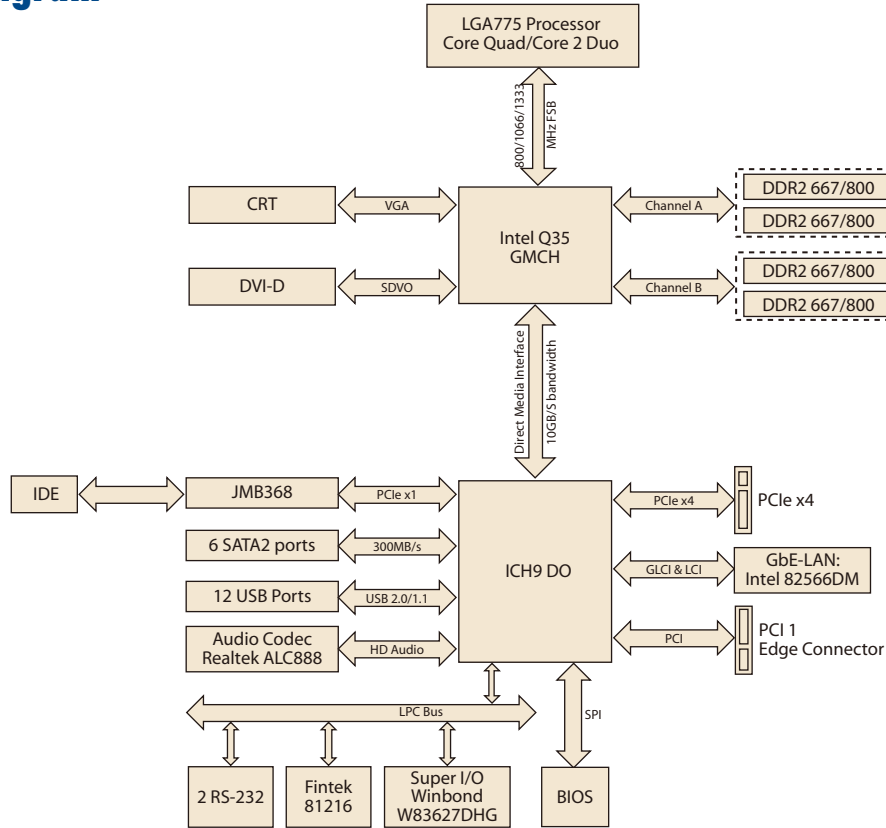 LGA775 Processor
Core Quad/Core 2 Duo
800/1066/1333
MHz FSB
CRT
VGA
Intel Q35
GMCH
Channel A
DDR2 667/800
DDR2 667/800
DVI-D
SDVO
Channel B
DDR2 667/800
DDR2 667/800
Direct Media Interface
10GB/S bandwidth
IDE
JMB368
PCIe x1
ICH9 DO
PCIe x4
PCIe x4
6 SATA2 ports
300MB/s
GLCI & LCI
GbE-LAN:
Intel 82566DM
12 USB Ports
USB 2.0/1.1
Audio Codec
Realtek ALC888
HD Audio
PCI
PCI 1
Edge Connector
LPC Bus
SPI
2 RS-232
Fintek
81216
Super I/O
Winbond
W83627DHG
BIOS